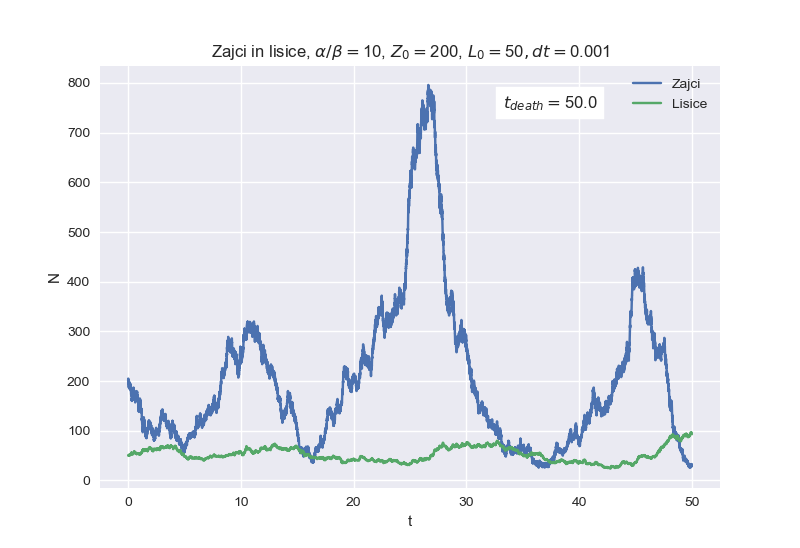 Zajci in lisice, α/β = 10, Z₀ = 200, L₀ = 50, dt = 0.001
800
700
600
500
400
300
200
100
0
N
t_death = 50.0
Zajci
Lisice
0
10
20
30
40
50
t